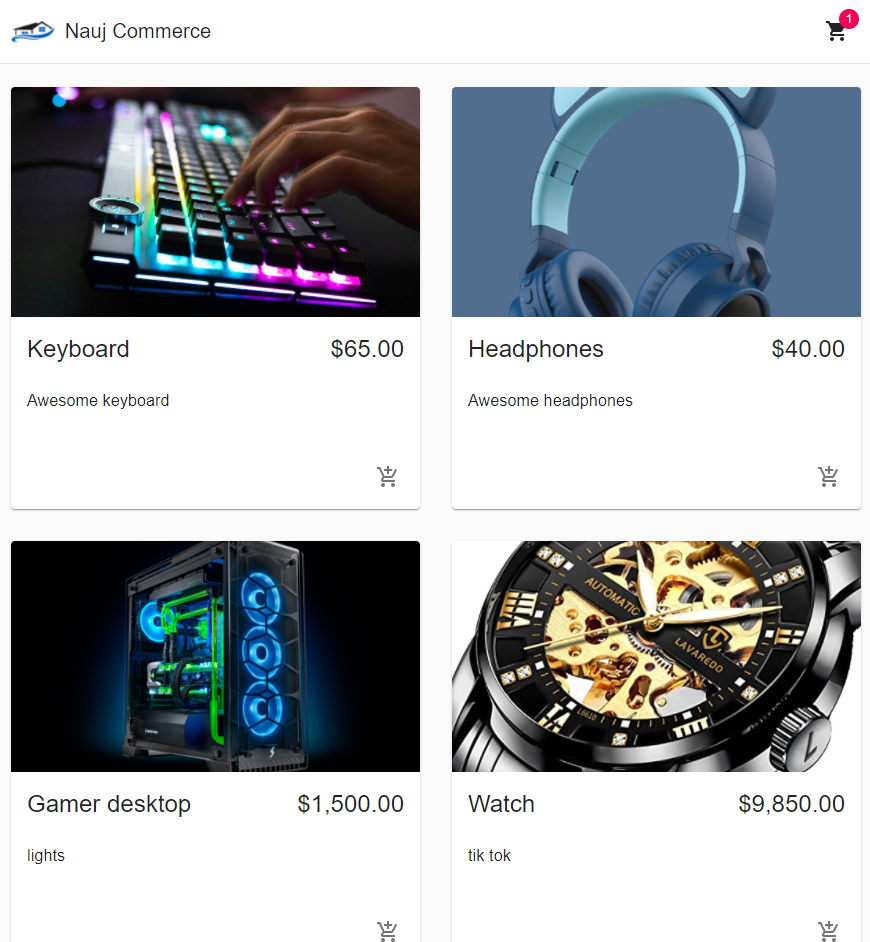 Nauj Commerce
1
Keyboard $65.00
Awesome keyboard
Headphones $40.00
Awesome headphones
AUTOMATIC
LAVAREDO
L6610
L
Gamer desktop $1,500.00
lights
Watch $9,850.00
tik tok